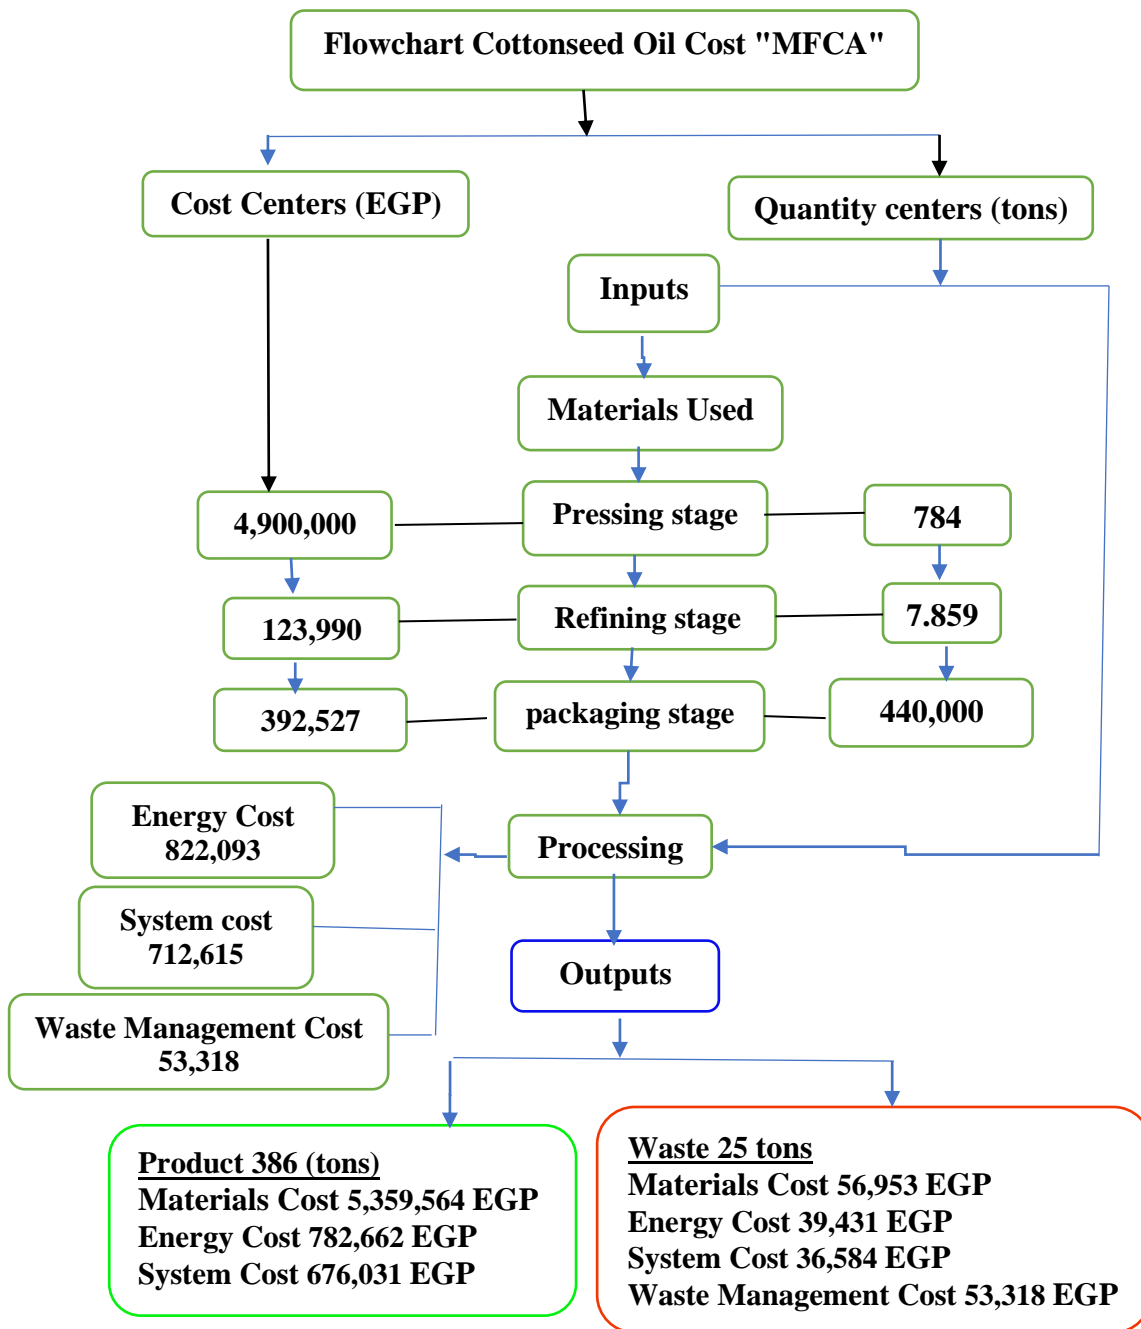 Flowchart Cottonseed Oil Cost "MFCA"
Cost Centers (EGP)
Quantity centers (tons)
Inputs
Materials Used
4,900,000
Pressing stage
784
123,990
Refining stage
7.859
392,527
packaging stage
440,000
Energy Cost
822,093
Processing
System cost
712,615
Outputs
Waste Management Cost
53,318
Product 386 (tons)
Materials Cost 5,359,564 EGP
Energy Cost 782,662 EGP
System Cost 676,031 EGP
Waste 25 tons
Materials Cost 56,953 EGP
Energy Cost 39,431 EGP
System Cost 36,584 EGP
Waste Management Cost 53,318 EGP